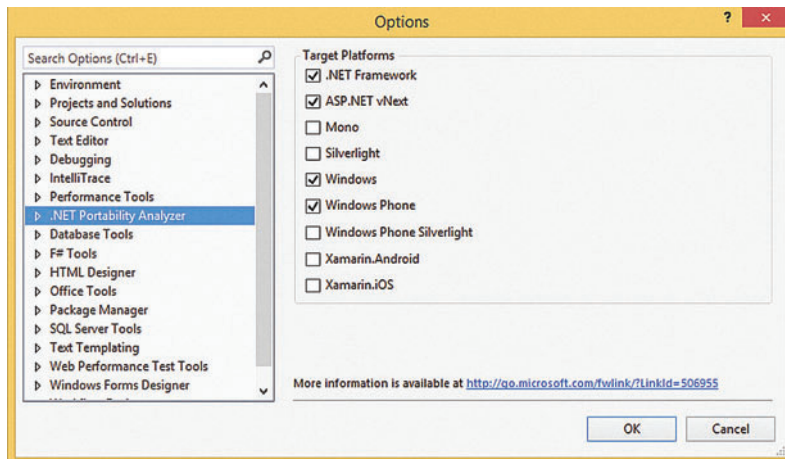 Options
?
Search Options (Ctrl+E)
Environment
Projects and Solutions
Source Control
Text Editor
Debugging
IntelliTrace
Performance Tools
.NET Portability Analyzer
Database Tools
F# Tools
HTML Designer
Office Tools
Package Manager
SQL Server Tools
Text Templating
Web Performance Test Tools
Windows Forms Designer
Target Platforms
.NET Framework
ASP.NET vNext
Mono
Silverlight
Windows
Windows Phone
Windows Phone Silverlight
Xamarin.Android
Xamarin.iOS
More information is available at http://go.microsoft.com/fwlink/?LinkId=506955
OK
Cancel